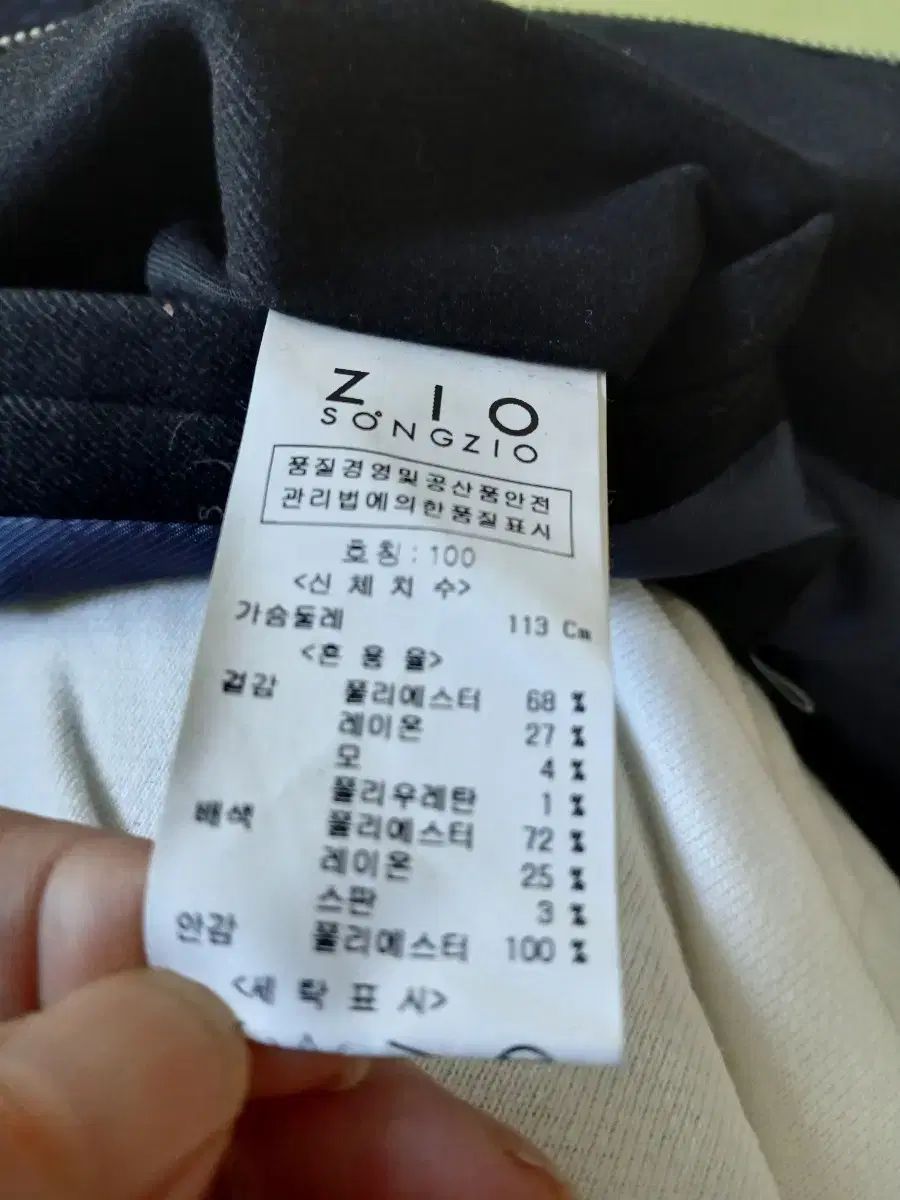 ZIO
SONGZIO
품질경영및공산품안전
관리법에의한품질표시
호칭:100
<신 체 치 수>
가슴둘레 113 Cm
<혼 용 율>
겉감 폴리에스터 68 %
레이온 27 %
모 4 %
폴리우레탄 1 %
배색 폴리에스터 72 %
레이온 25 %
스판 3 %
안감 폴리에스터 100 %
<세 탁 표 시>